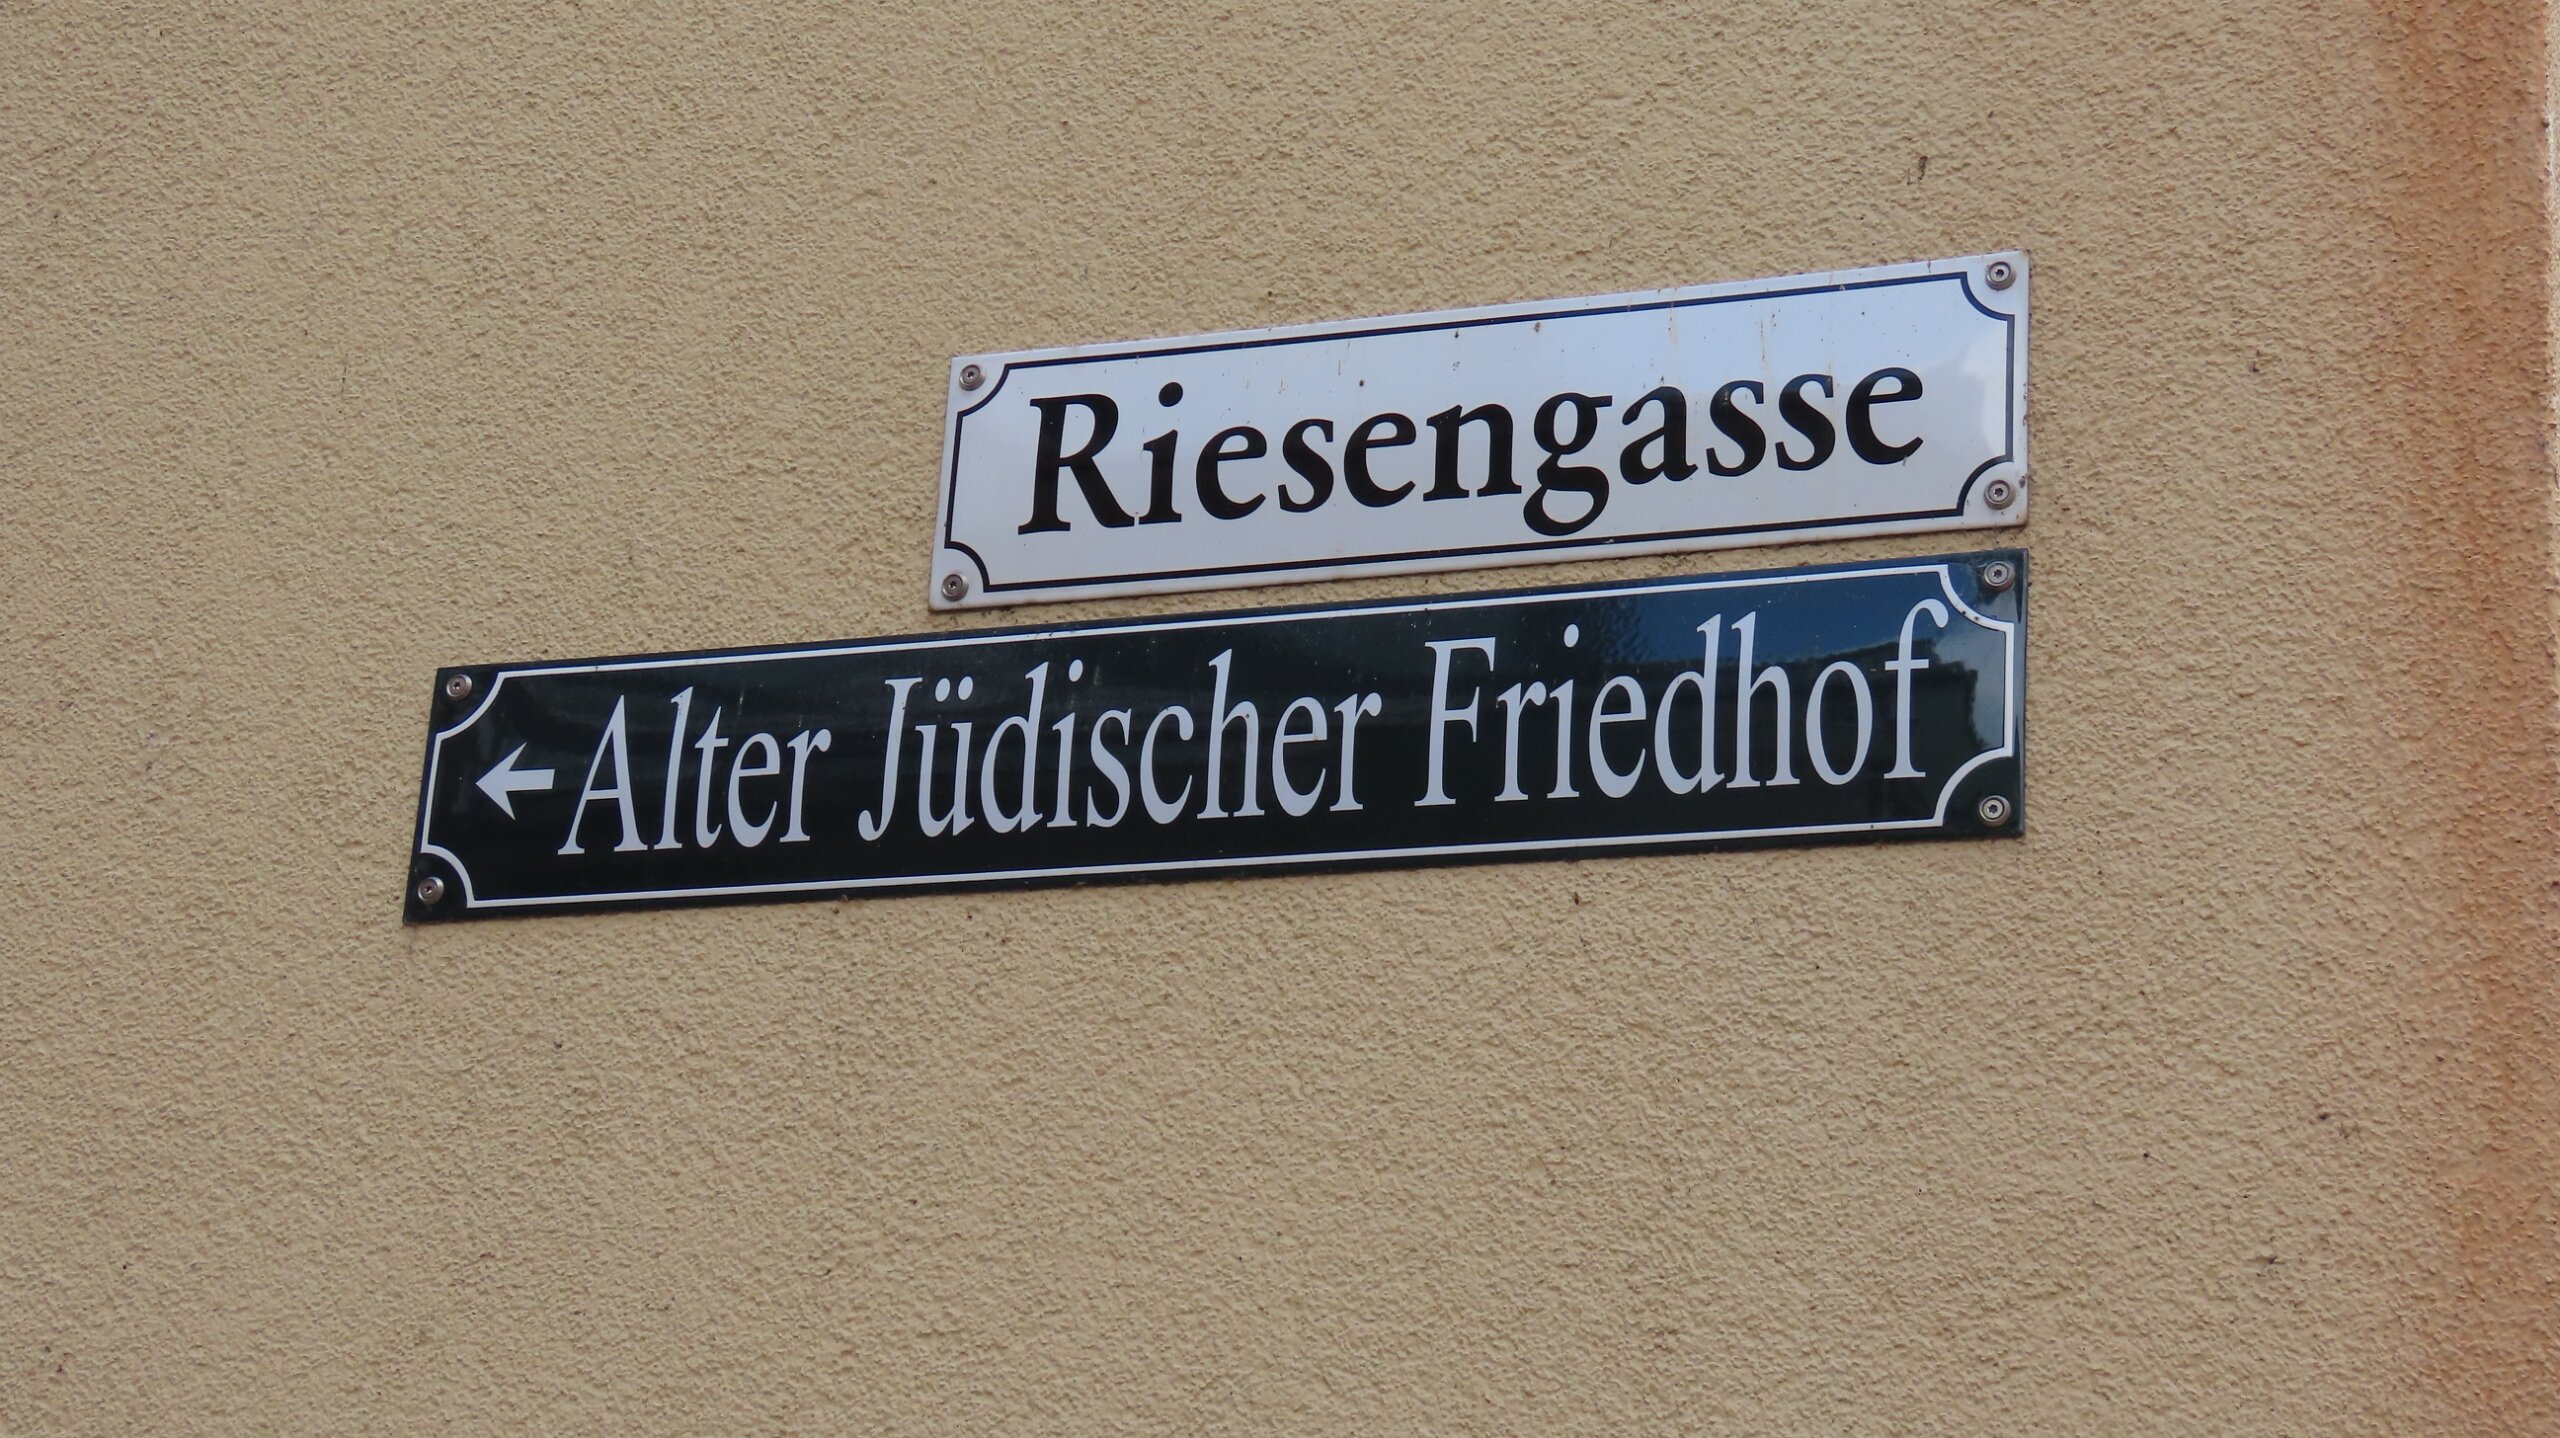 Riesengasse
← Alter Jüdischer Friedhof